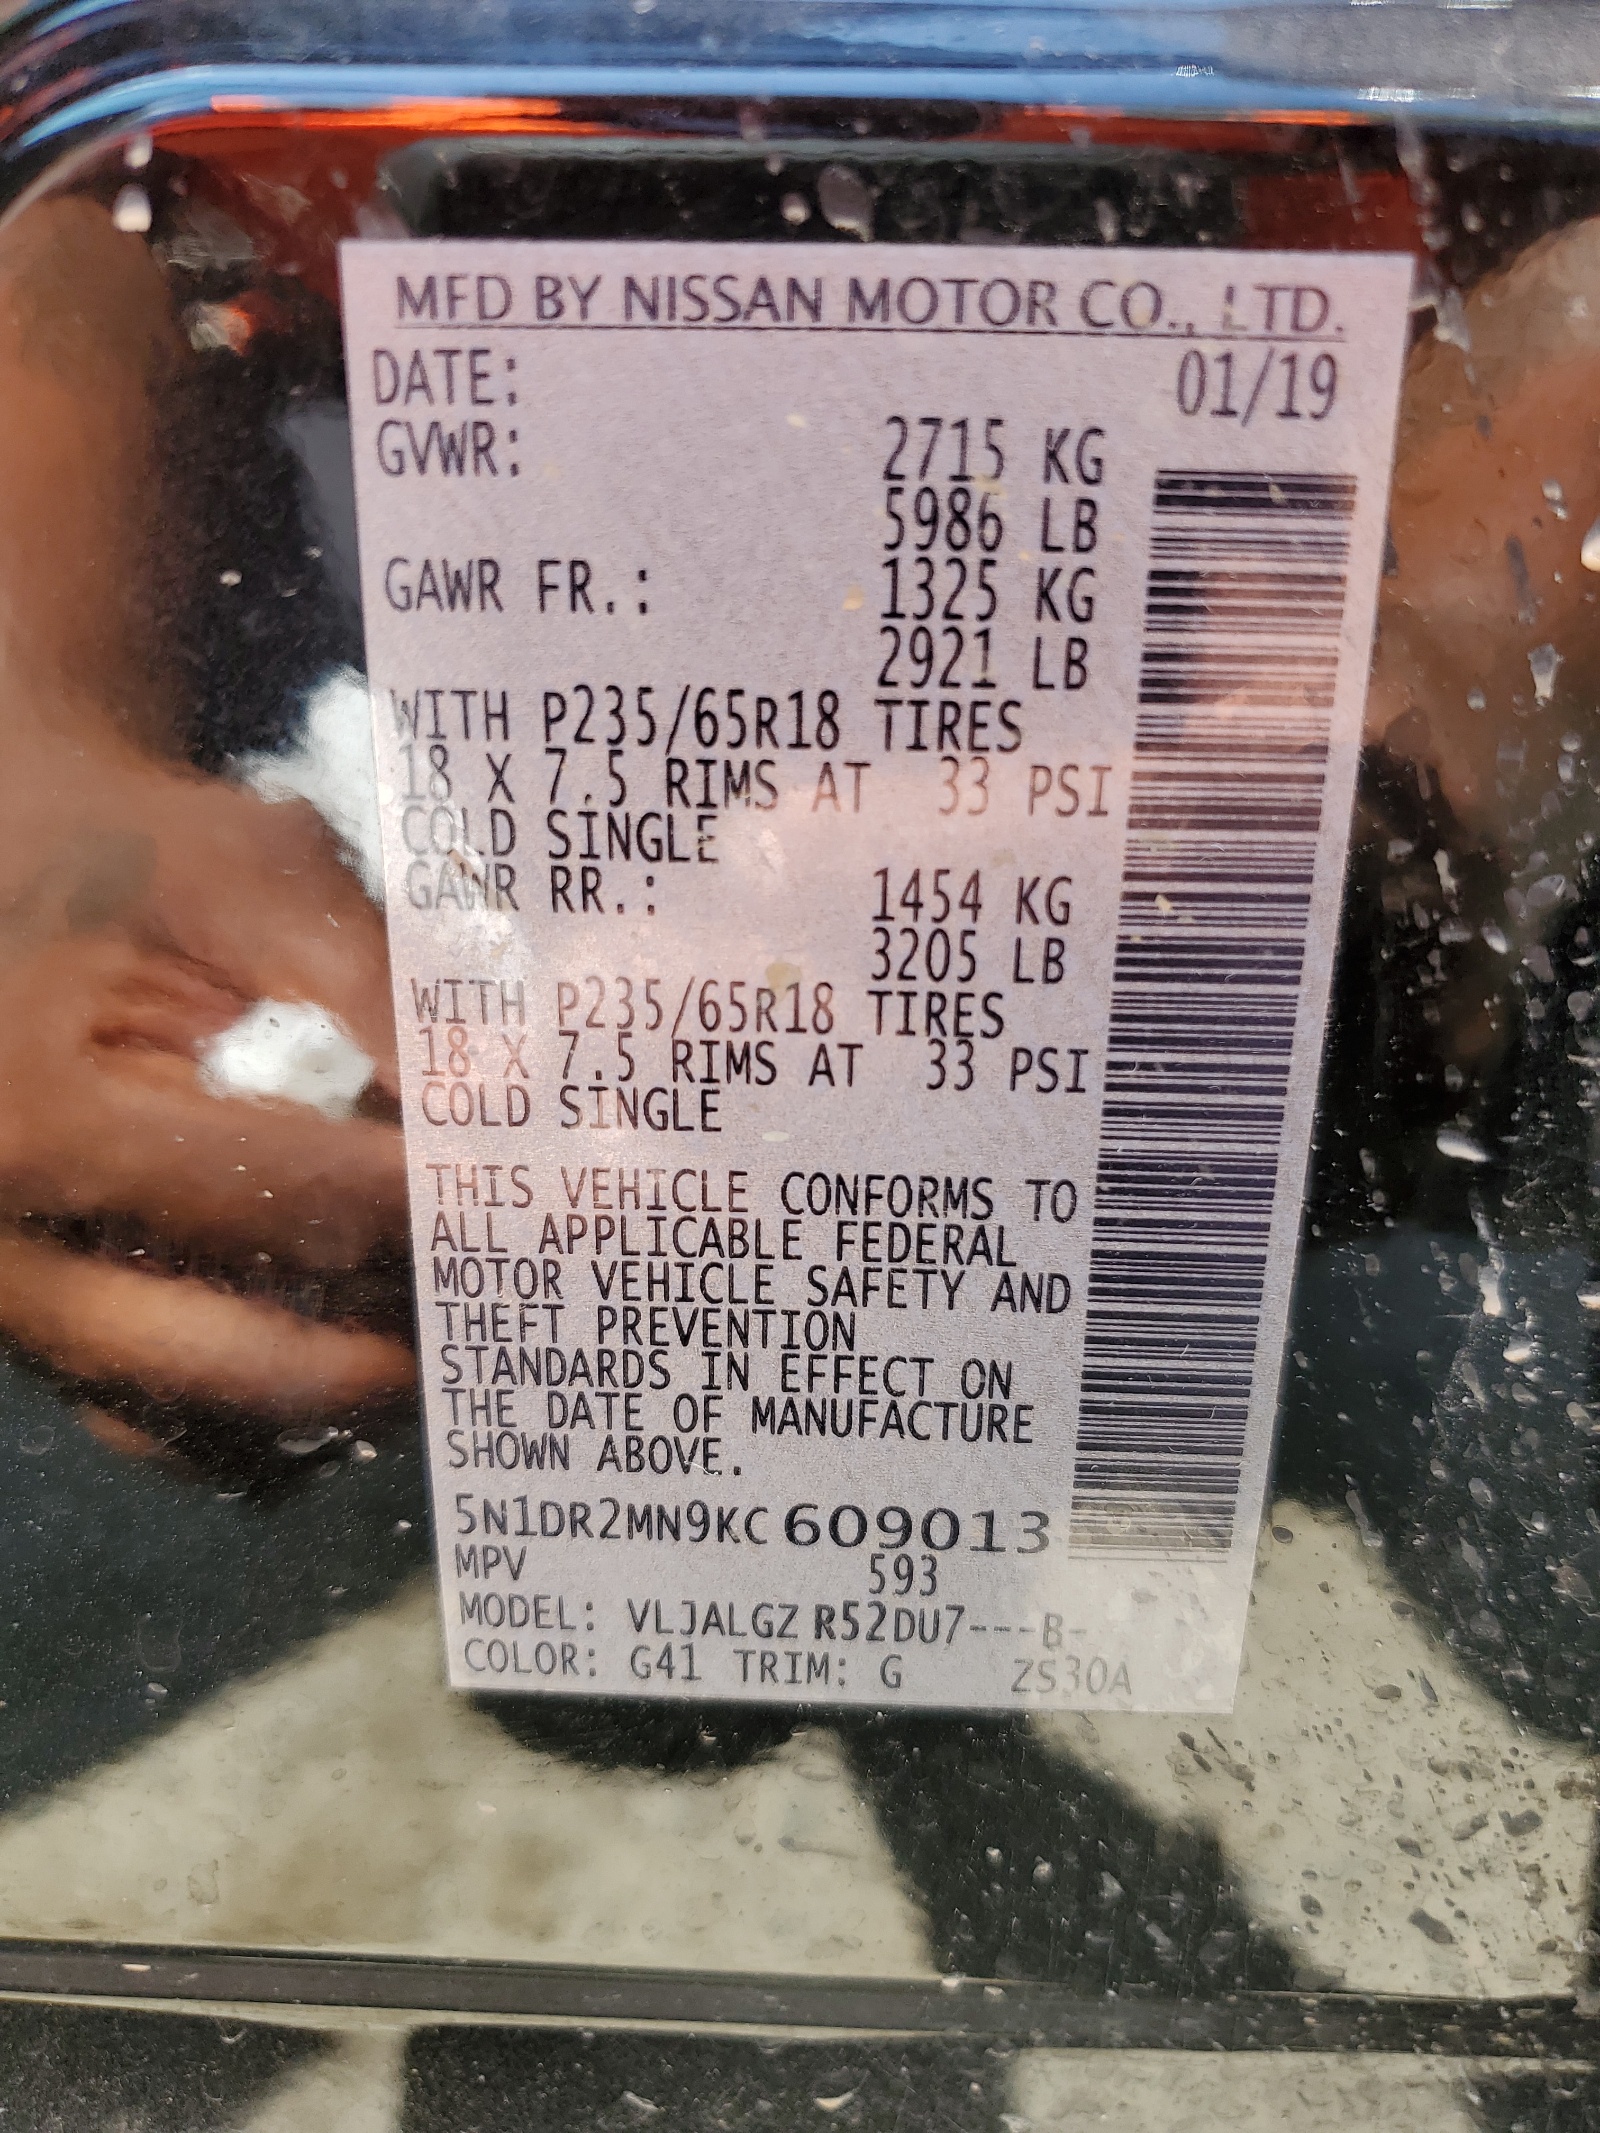 MFD BY NISSAN MOTOR CO., LTD.
DATE: 01/19
GVWR: 2715 KG
5986 LB
GAWR FR.: 1325 KG
2921 LB
WITH P235/65R18 TIRES
18 X 7.5 RIMS AT 33 PSI
COLD SINGLE
GAWR RR.: 1454 KG
3205 LB
WITH P235/65R18 TIRES
18 X 7.5 RIMS AT 33 PSI
COLD SINGLE
THIS VEHICLE CONFORMS TO
ALL APPLICABLE FEDERAL
MOTOR VEHICLE SAFETY AND
THEFT PREVENTION
STANDARDS IN EFFECT ON
THE DATE OF MANUFACTURE
SHOWN ABOVE.
5N1DR2MN9KC609013
MPV 593
MODEL: VLJALGZ R52DU7---B-
COLOR: G41 TRIM: G ZS30A